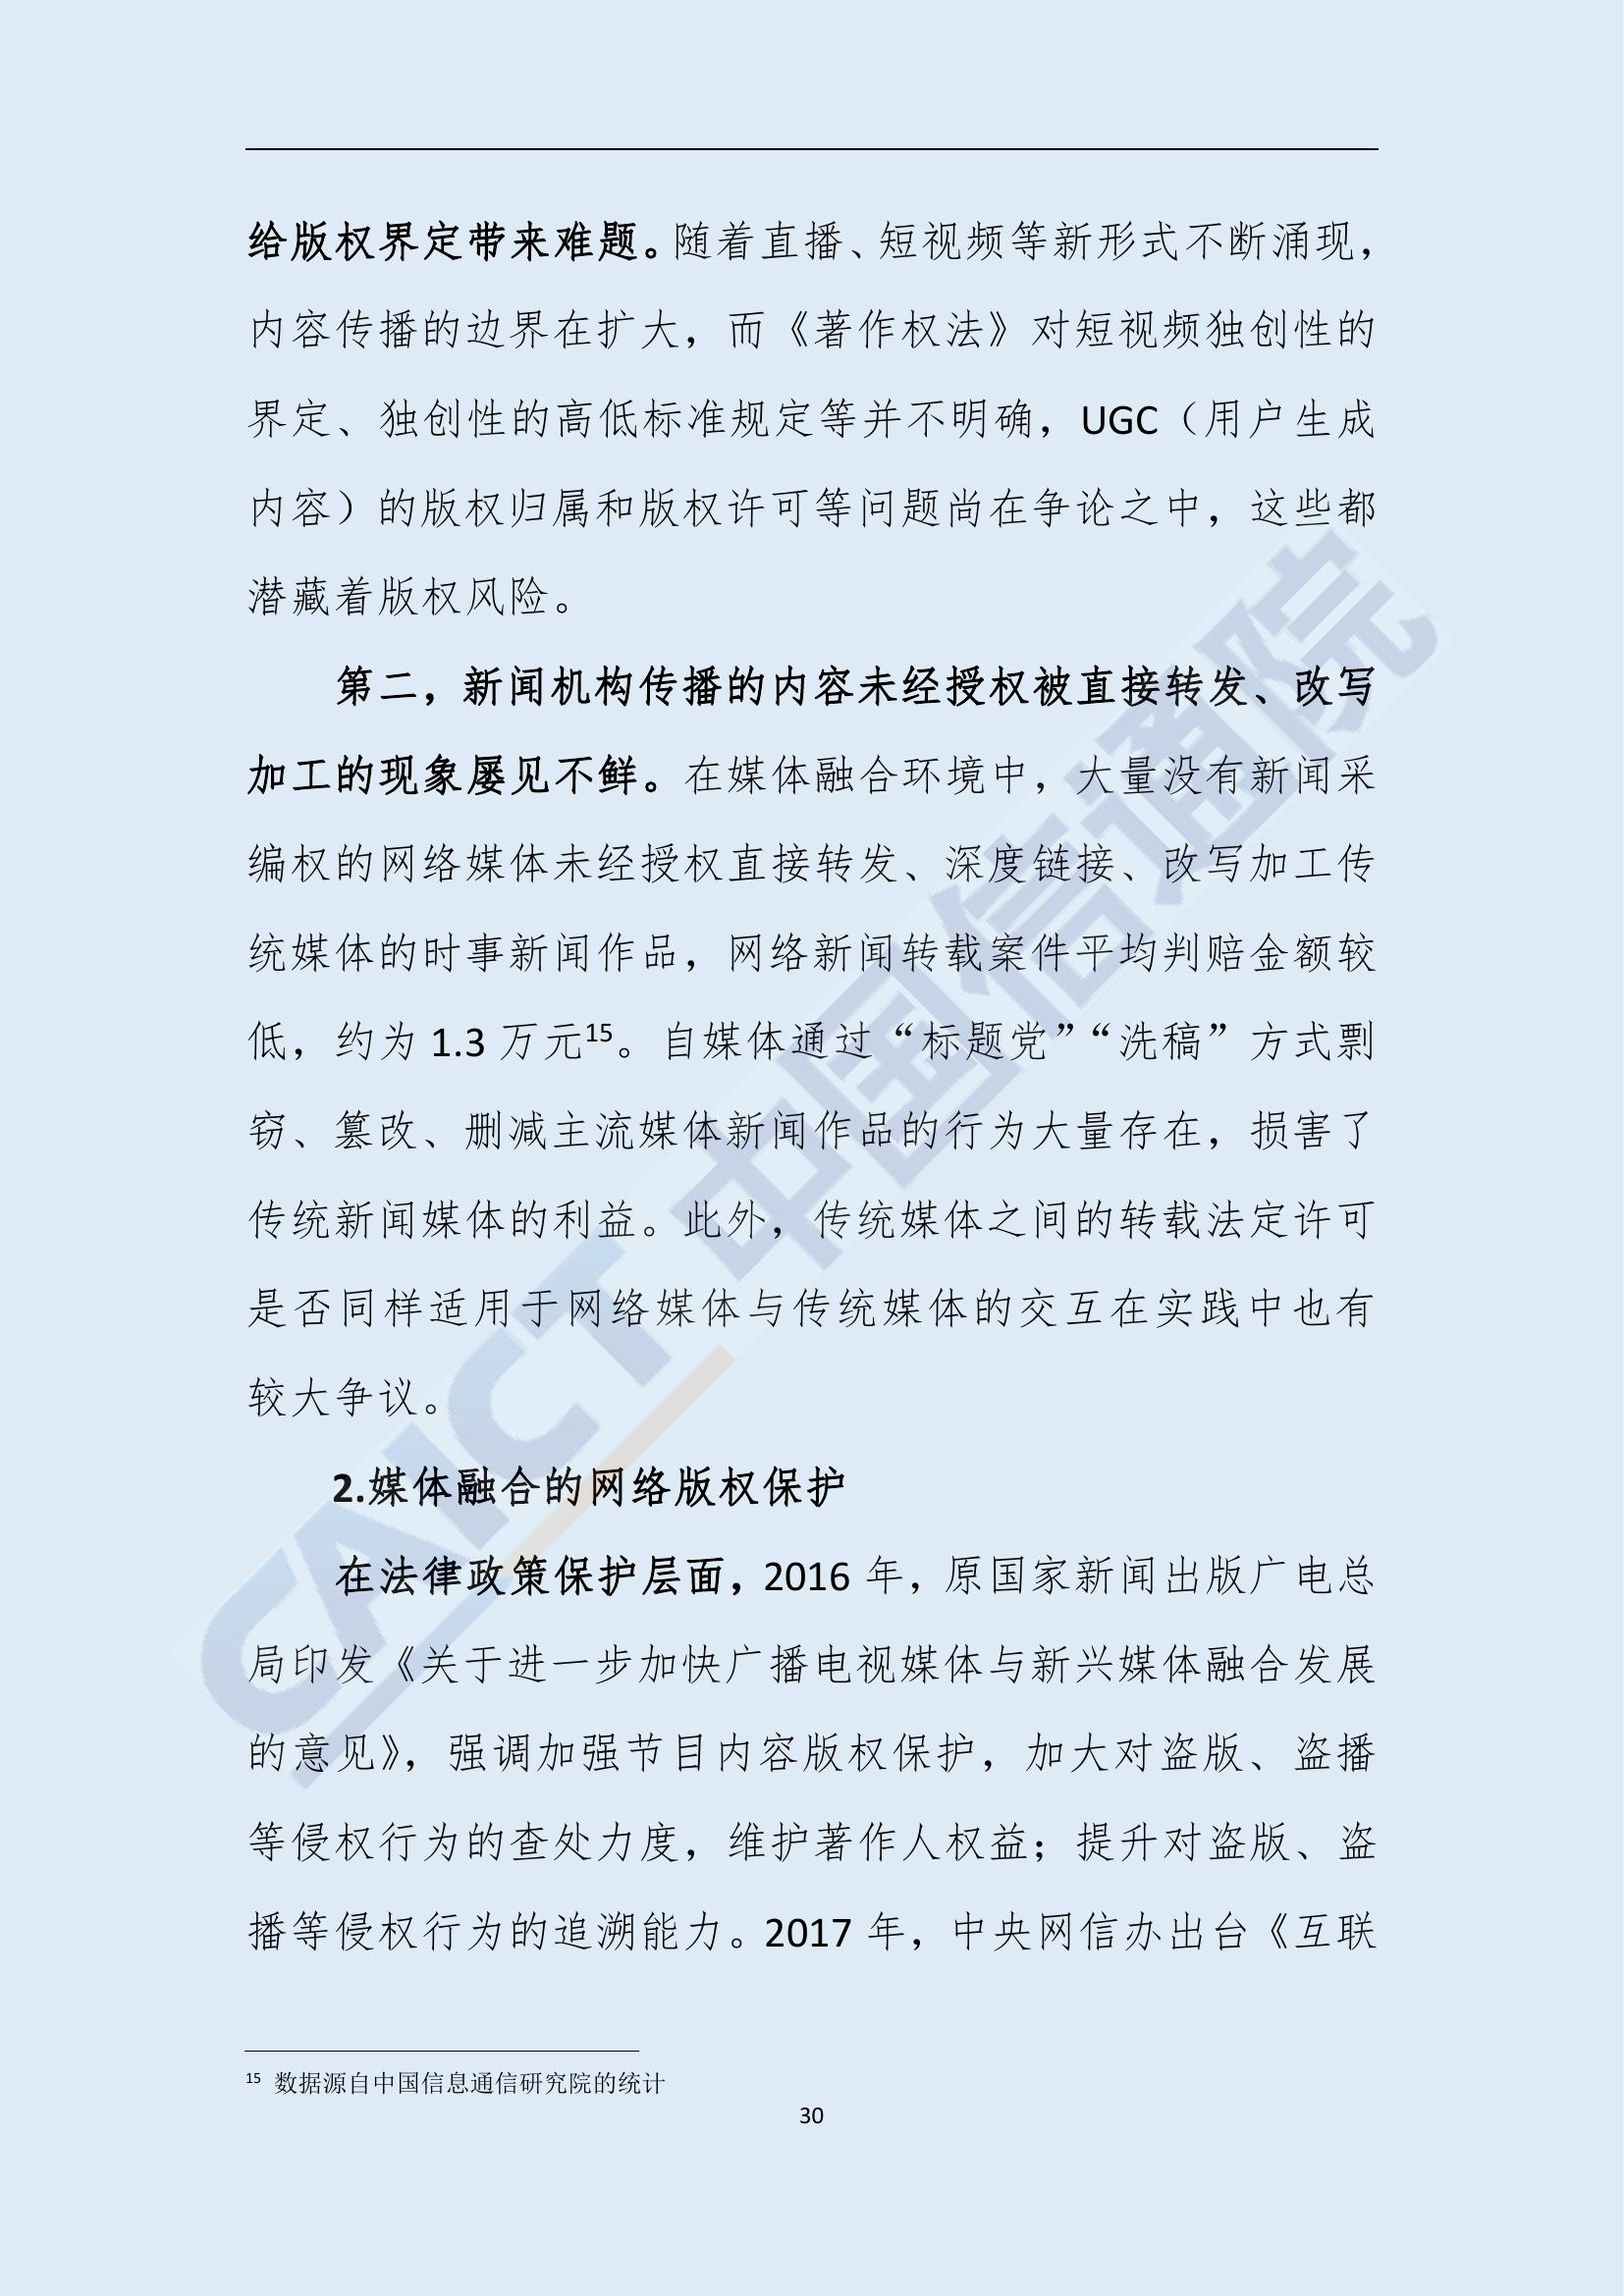 给版权界定带来难题。随着直播、短视频等新形式不断涌现，
内容传播的边界在扩大，而《著作权法》对短视频独创性的
界定、独创性的高低标准规定等并不明确，UGC（用户生成
内容）的版权归属和版权许可等问题尚在争论之中，这些都
潜藏着版权风险。
第二，新闻机构传播的内容未经授权被直接转发、改写
加工的现象屡见不鲜。在媒体融合环境中，大量没有新闻采
编权的网络媒体未经授权直接转发、深度链接、改写加工传
统媒体的时事新闻作品，网络新闻转载案件平均判赔金额较
低，约为 1.3 万元15。自媒体通过“标题党”“洗稿”方式剽
窃、篡改、删减主流媒体新闻作品的行为大量存在，损害了
传统新闻媒体的利益。此外，传统媒体之间的转载法定许可
是否同样适用于网络媒体与传统媒体的交互在实践中也有
较大争议。
2.媒体融合的网络版权保护
在法律政策保护层面，2016 年，原国家新闻出版广电总
局印发《关于进一步加快广播电视媒体与新兴媒体融合发展
的意见》，强调加强节目内容版权保护，加大对盗版、盗播
等侵权行为的查处力度，维护著作人权益；提升对盗版、盗
播等侵权行为的追溯能力。2017 年，中央网信办出台《互联
15 数据源自中国信息通信研究院的统计
30
CAICT 中国信通院